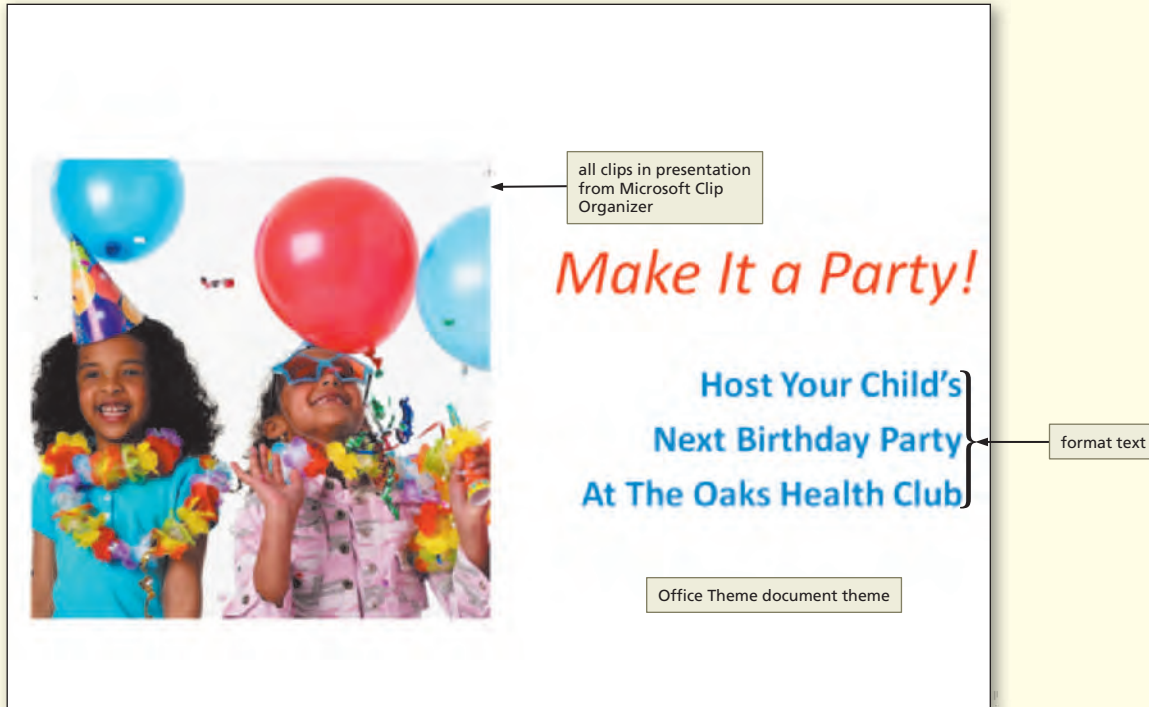 all clips in presentation
from Microsoft Clip
Organizer
Make It a Party!
Host Your Child's
Next Birthday Party
At The Oaks Health Club
format text
Office Theme document theme